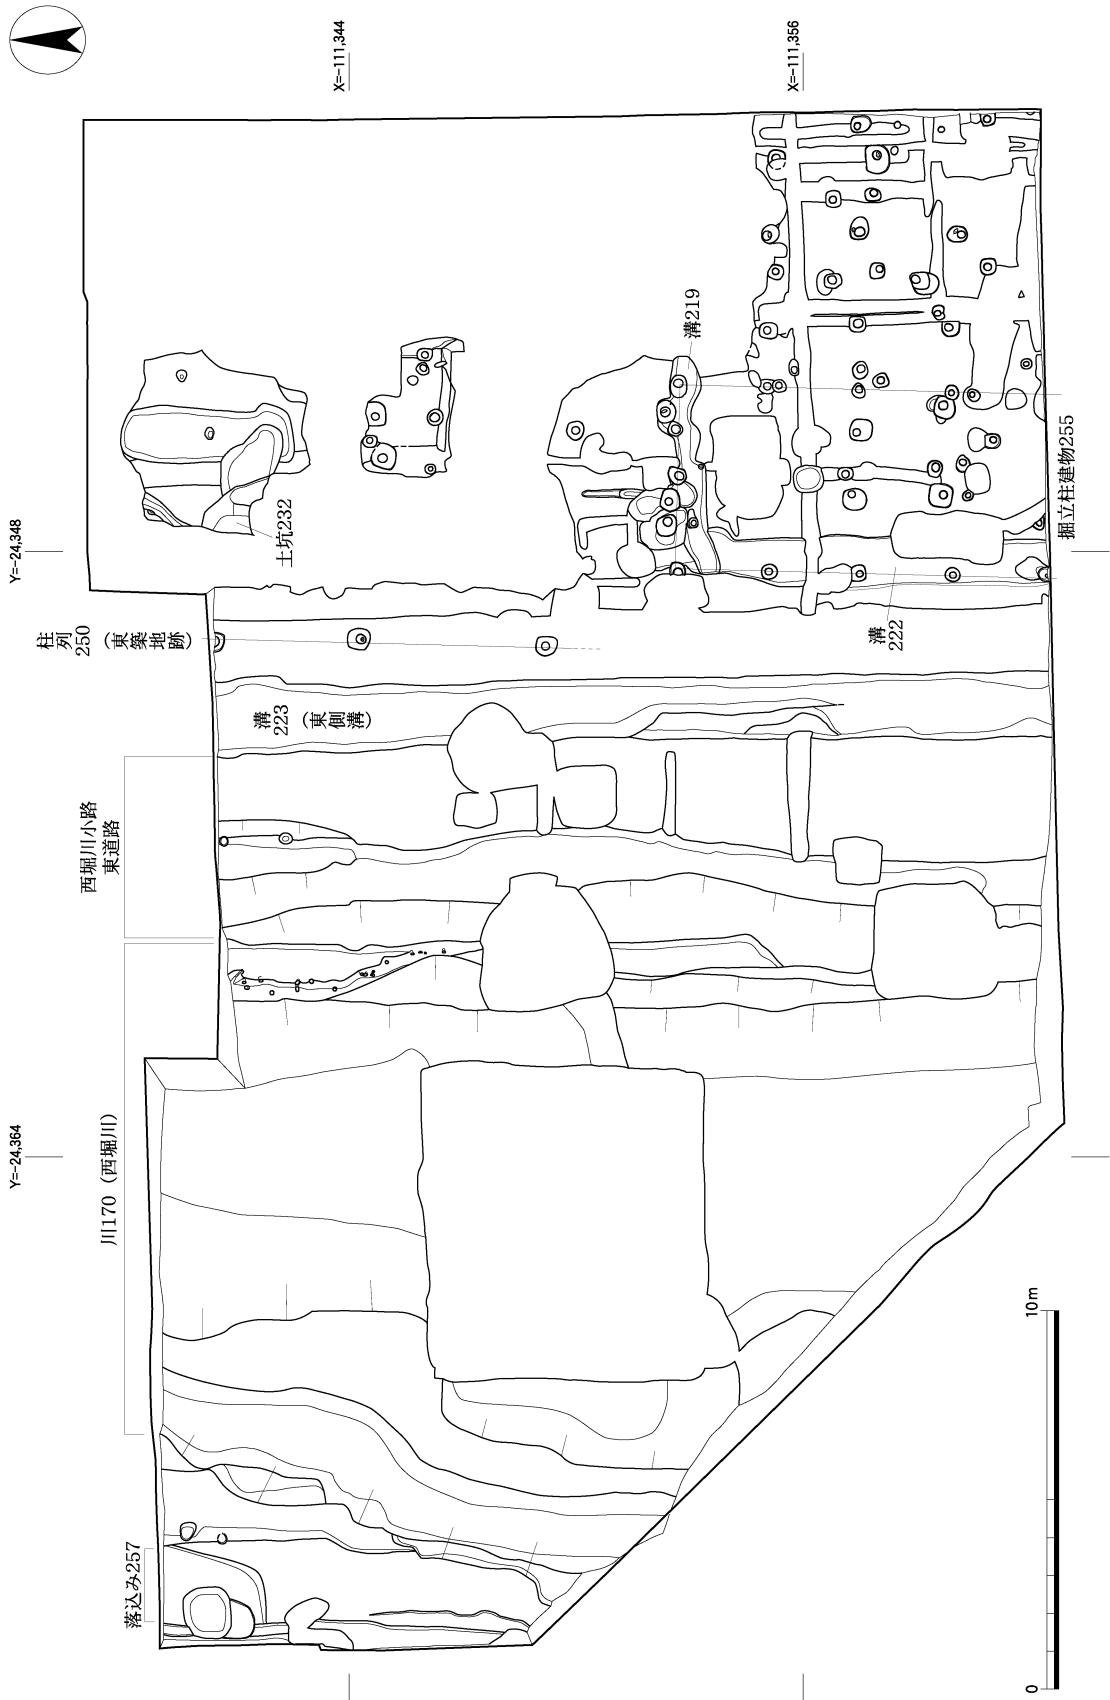 X=-111,344
X=-111,356
溝219
土坑232
Y=-24,348
掘立柱建物255
柱列250
（東築地跡）
溝222
溝223
（東側溝）
西堀川小路
東道路
川170（西堀川）
Y=-24,364
落込み257
10m
0